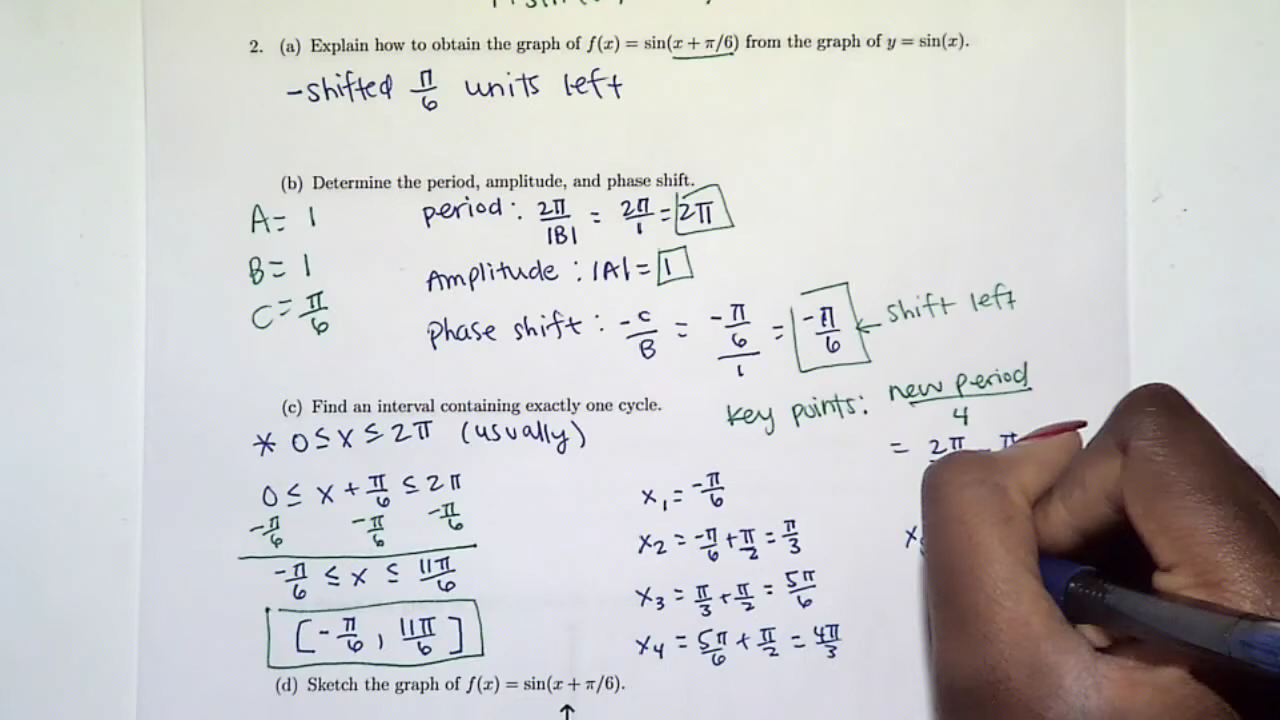 2. (a) Explain how to obtain the graph of f(x) = sin(x + π/6) from the graph of y = sin(x).
-shifted π/6 units left
(b) Determine the period, amplitude, and phase shift.
A= 1
B= 1
C= π/6
period: 2π/|B| = 2π/1 = 2π
Amplitude: |A| = 1
phase shift: -C/B = (-π/6)/1 = -π/6 ← shift left
(c) Find an interval containing exactly one cycle.
* 0 ≤ x ≤ 2π (usually)
0 ≤ x + π/6 ≤ 2π
-π/6 -π/6 -π/6
-π/6 ≤ x ≤ 11π/6
[-π/6, 11π/6]
key points: new period/4
= 2π
x₁ = -π/6
x₂ = -π/6 + π/2 = π/3
x₃ = π/3 + π/2 = 5π/6
x₄ = 5π/6 + π/2 = 4π/3
(d) Sketch the graph of f(x) = sin(x + π/6).